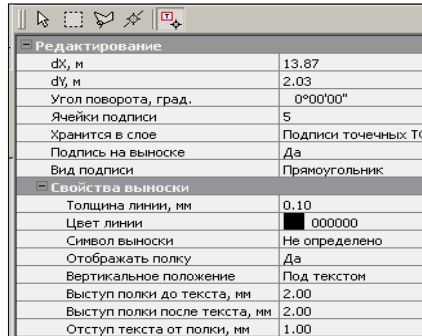 Редактирование
dX, м 13.87
dY, м 2.03
Угол поворота, град. 0°00'00"
Ячейки подписи 5
Хранится в слое Подписи точечных
Подпись на выноске Да
Вид подписи Прямоугольник
Свойства выноски
Толщина линии, мм 0.10
Цвет линии 000000
Символ выноски Не определено
Отображать полку Да
Вертикальное положение Под текстом
Выступ полки до текста, мм 2.00
Выступ полки после текста, мм 2.00
Отступ текста от полки, мм 1.00